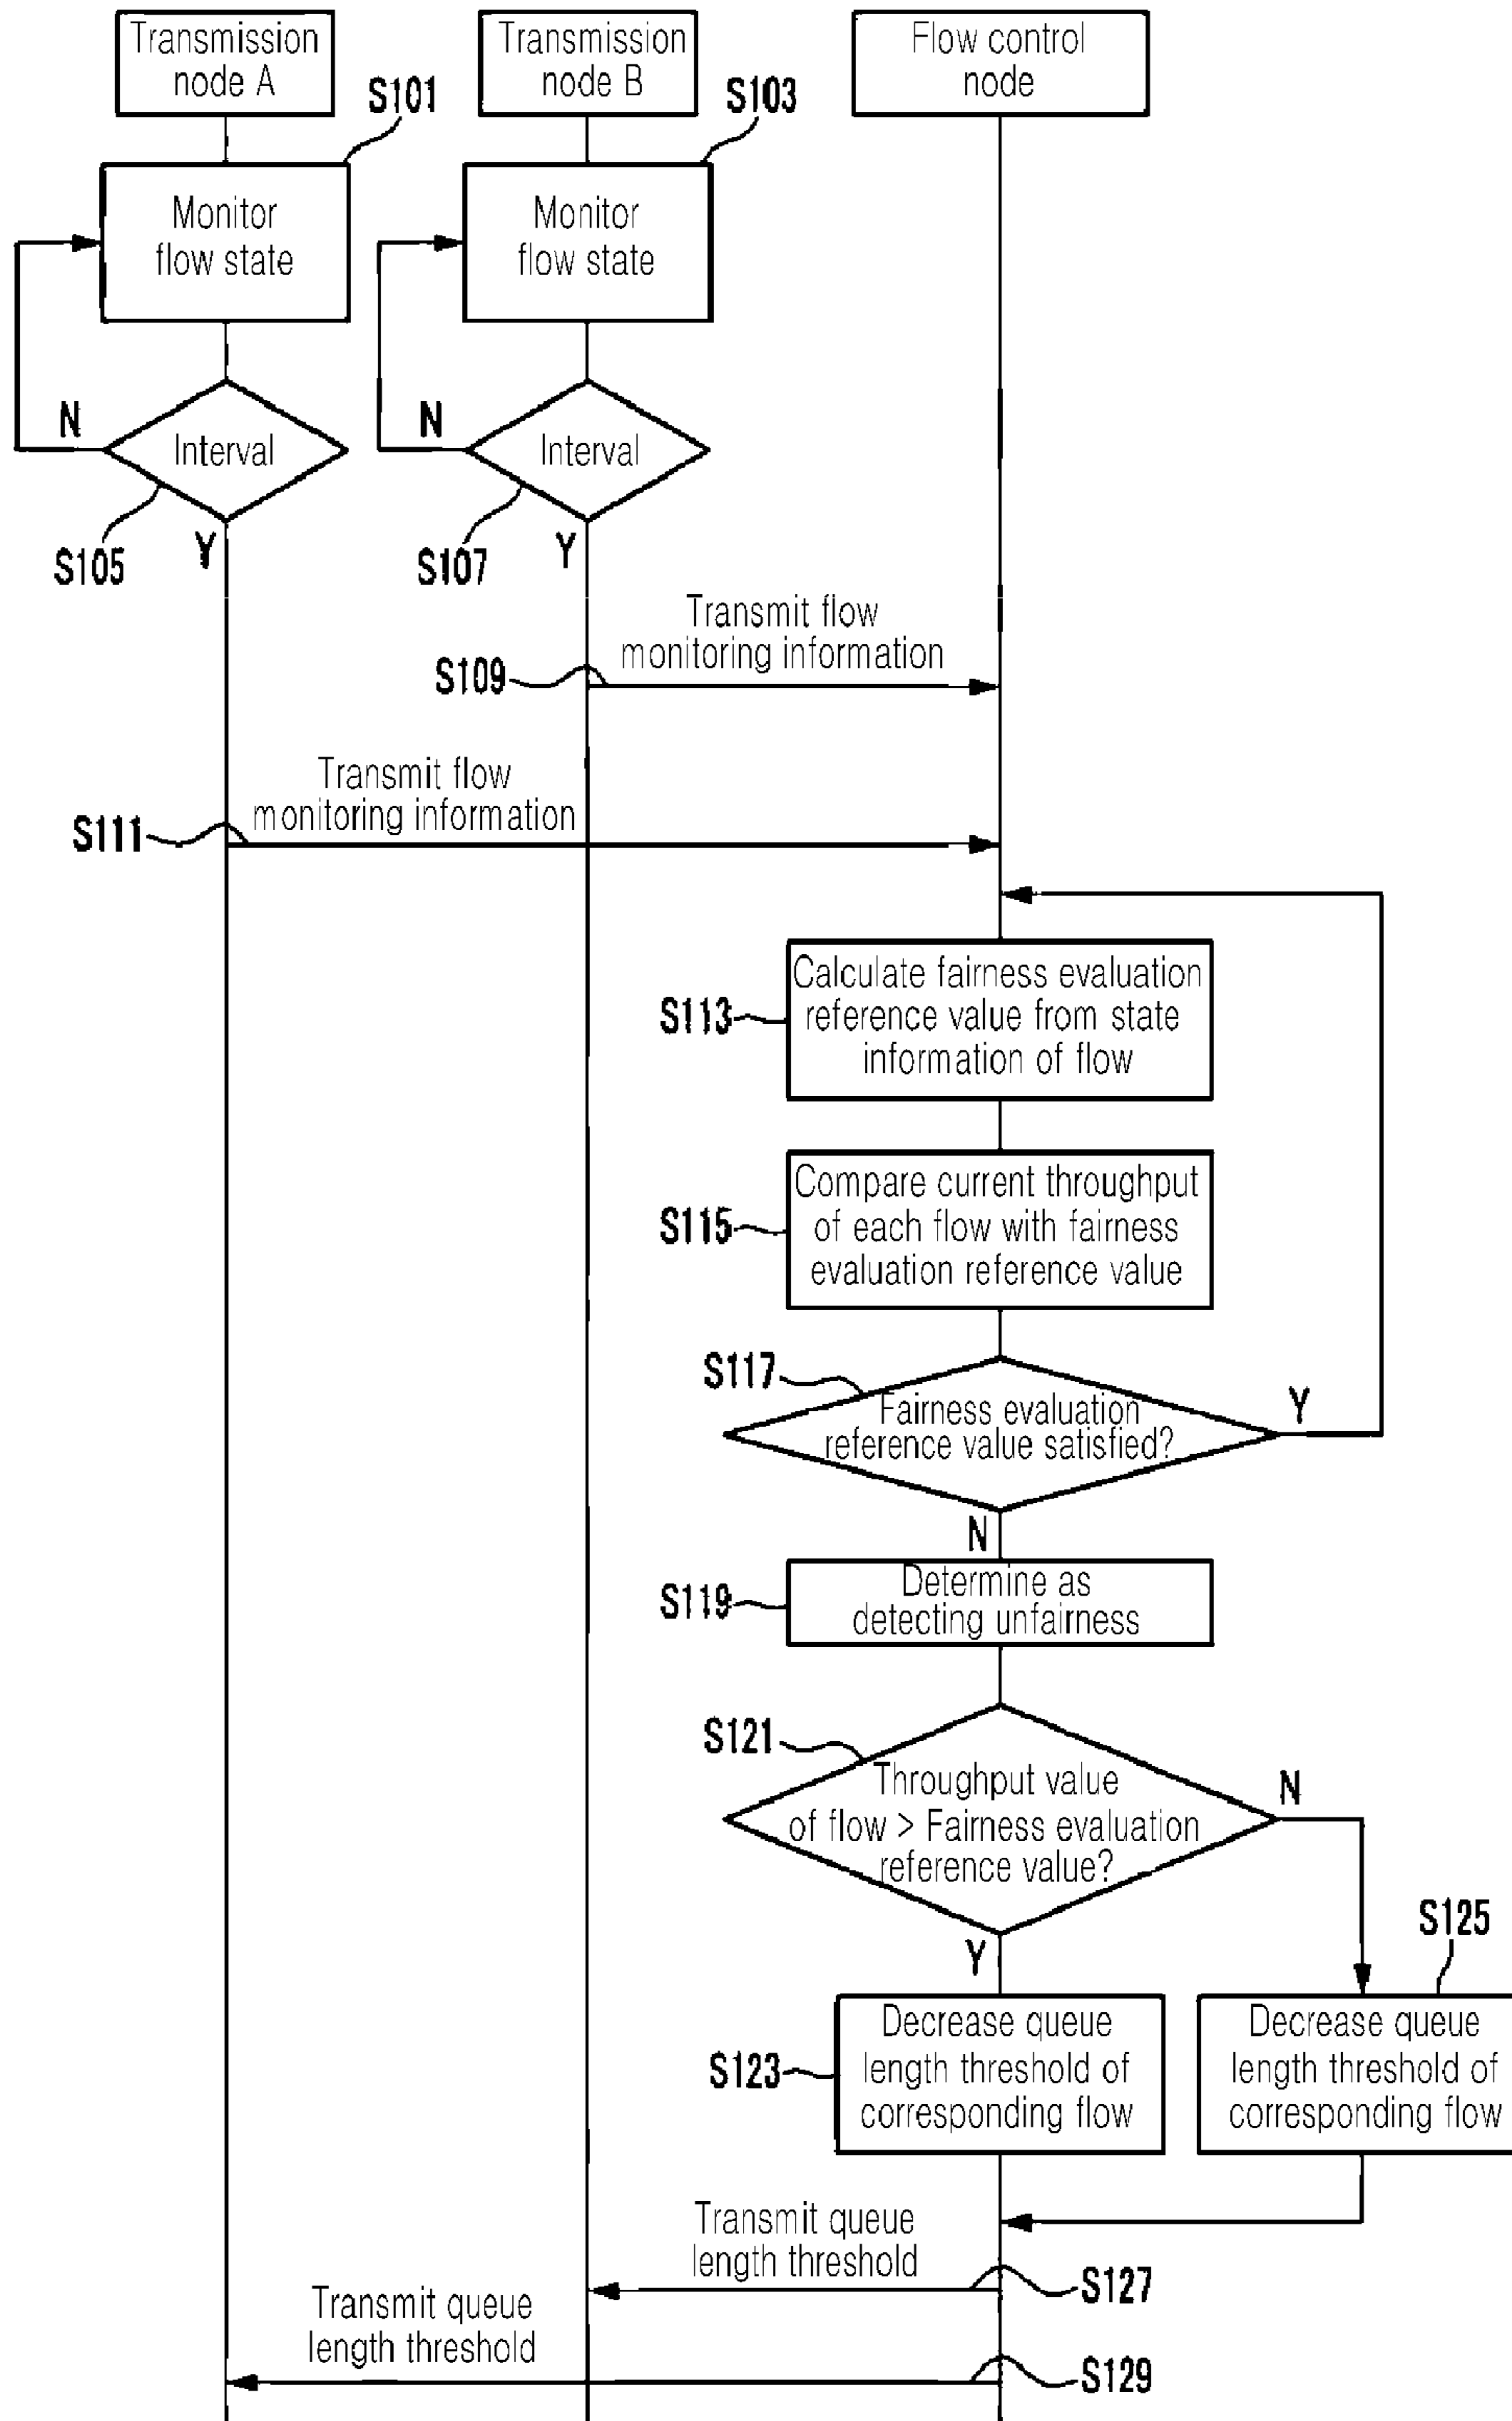 Transmission
node A
Transmission
node B
Flow control
node
S101
S103
Monitor
flow state
Monitor
flow state
N
Interval
N
Interval
S105
Y
S107
Y
Transmit flow
monitoring information
S109
Transmit flow
monitoring information
S111
Calculate fairness evaluation
reference value from state
information of flow
S113
Compare current throughput
of each flow with fairness
evaluation reference value
S115
S117
Fairness evaluation
reference value satisfied?
Y
N
Determine as
detecting unfairness
S119
S121
Throughput value
of flow > Fairness evaluation
reference value?
N
Y
S125
Decrease queue
length threshold of
corresponding flow
S123
Decrease queue
length threshold of
corresponding flow
Transmit queue
length threshold
S127
Transmit queue
length threshold
S129